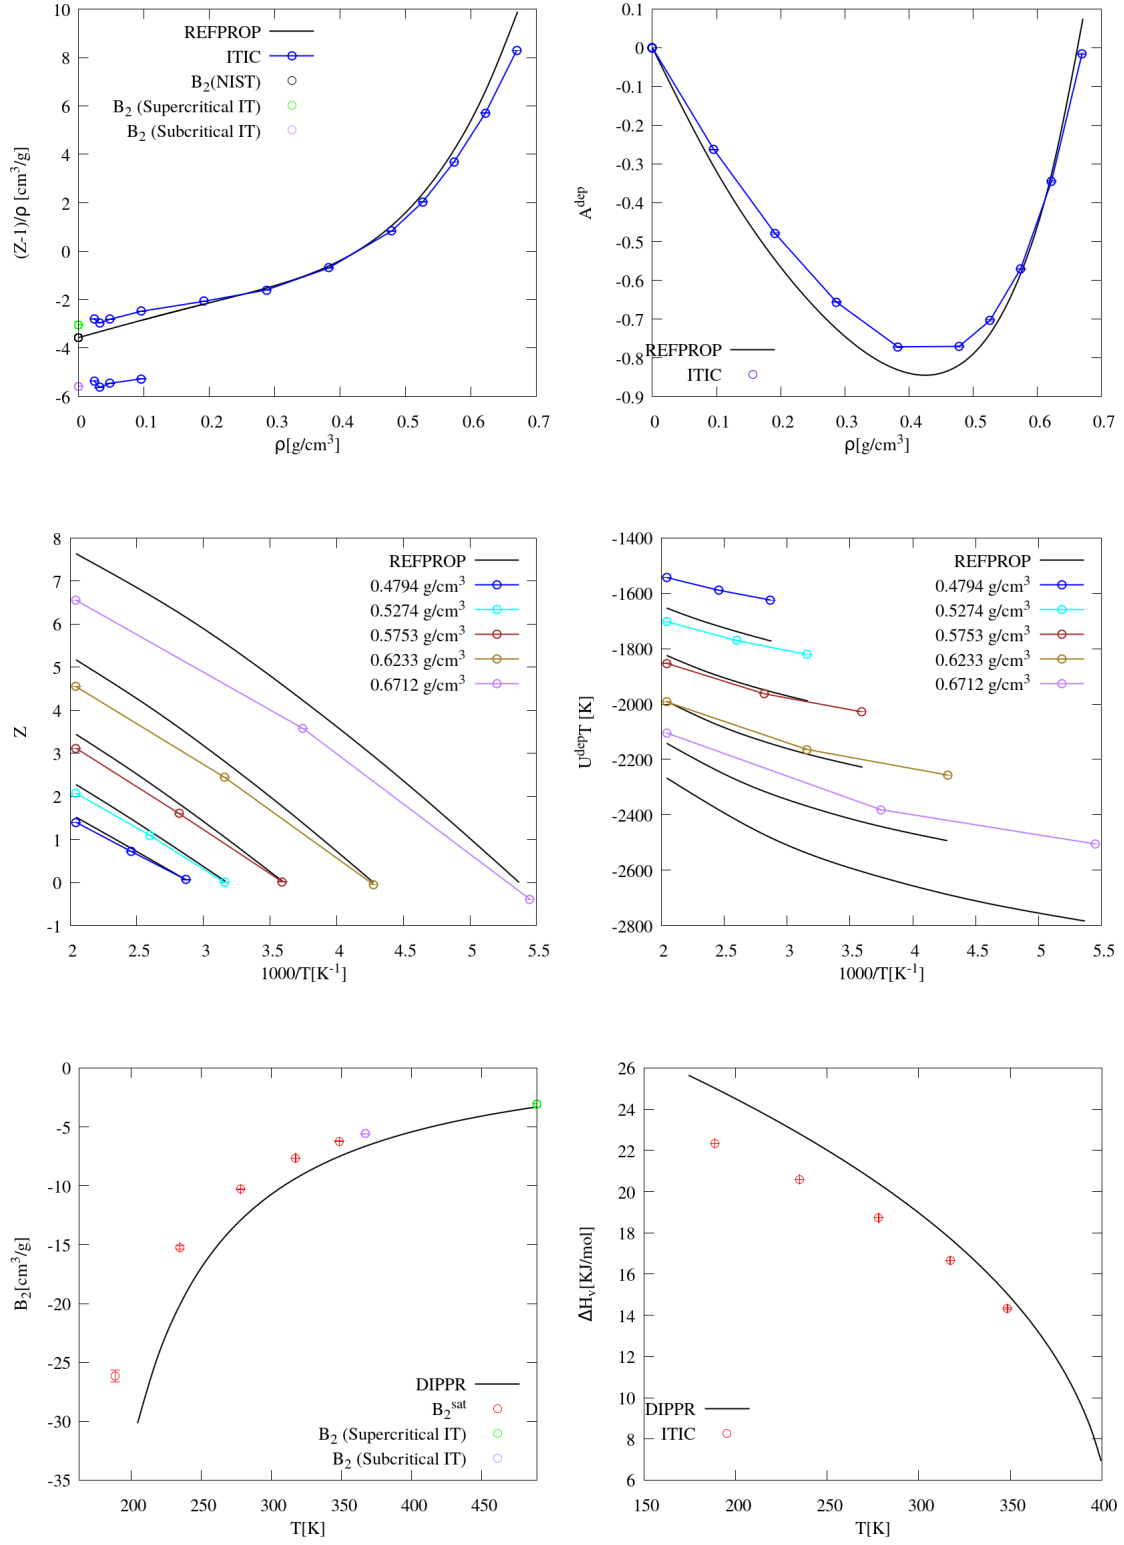 10
8
6
4
2
0
-2
-4
-6
0
0.1
0.2
0.3
0.4
0.5
0.6
0.7
(Z-1)/ρ [cm³/g]
ρ[g/cm³]
REFPROP
ITIC
B₂(NIST)
B₂ (Supercritical IT)
B₂ (Subcritical IT)
0.1
0
-0.1
-0.2
-0.3
-0.4
-0.5
-0.6
-0.7
-0.8
-0.9
0
0.1
0.2
0.3
0.4
0.5
0.6
0.7
A^dep
ρ[g/cm³]
REFPROP
ITIC
8
7
6
5
4
3
2
1
0
-1
2
2.5
3
3.5
4
4.5
5
5.5
Z
1000/T[K⁻¹]
REFPROP
0.4794 g/cm³
0.5274 g/cm³
0.5753 g/cm³
0.6233 g/cm³
0.6712 g/cm³
-1400
-1600
-1800
-2000
-2200
-2400
-2600
-2800
2
2.5
3
3.5
4
4.5
5
5.5
U^depT [K]
1000/T[K⁻¹]
REFPROP
0.4794 g/cm³
0.5274 g/cm³
0.5753 g/cm³
0.6233 g/cm³
0.6712 g/cm³
0
-5
-10
-15
-20
-25
-30
-35
200
250
300
350
400
450
B₂[cm³/g]
T[K]
DIPPR
B₂^sat
B₂ (Supercritical IT)
B₂ (Subcritical IT)
26
24
22
20
18
16
14
12
10
8
6
150
200
250
300
350
400
ΔHᵥ[KJ/mol]
T[K]
DIPPR
ITIC